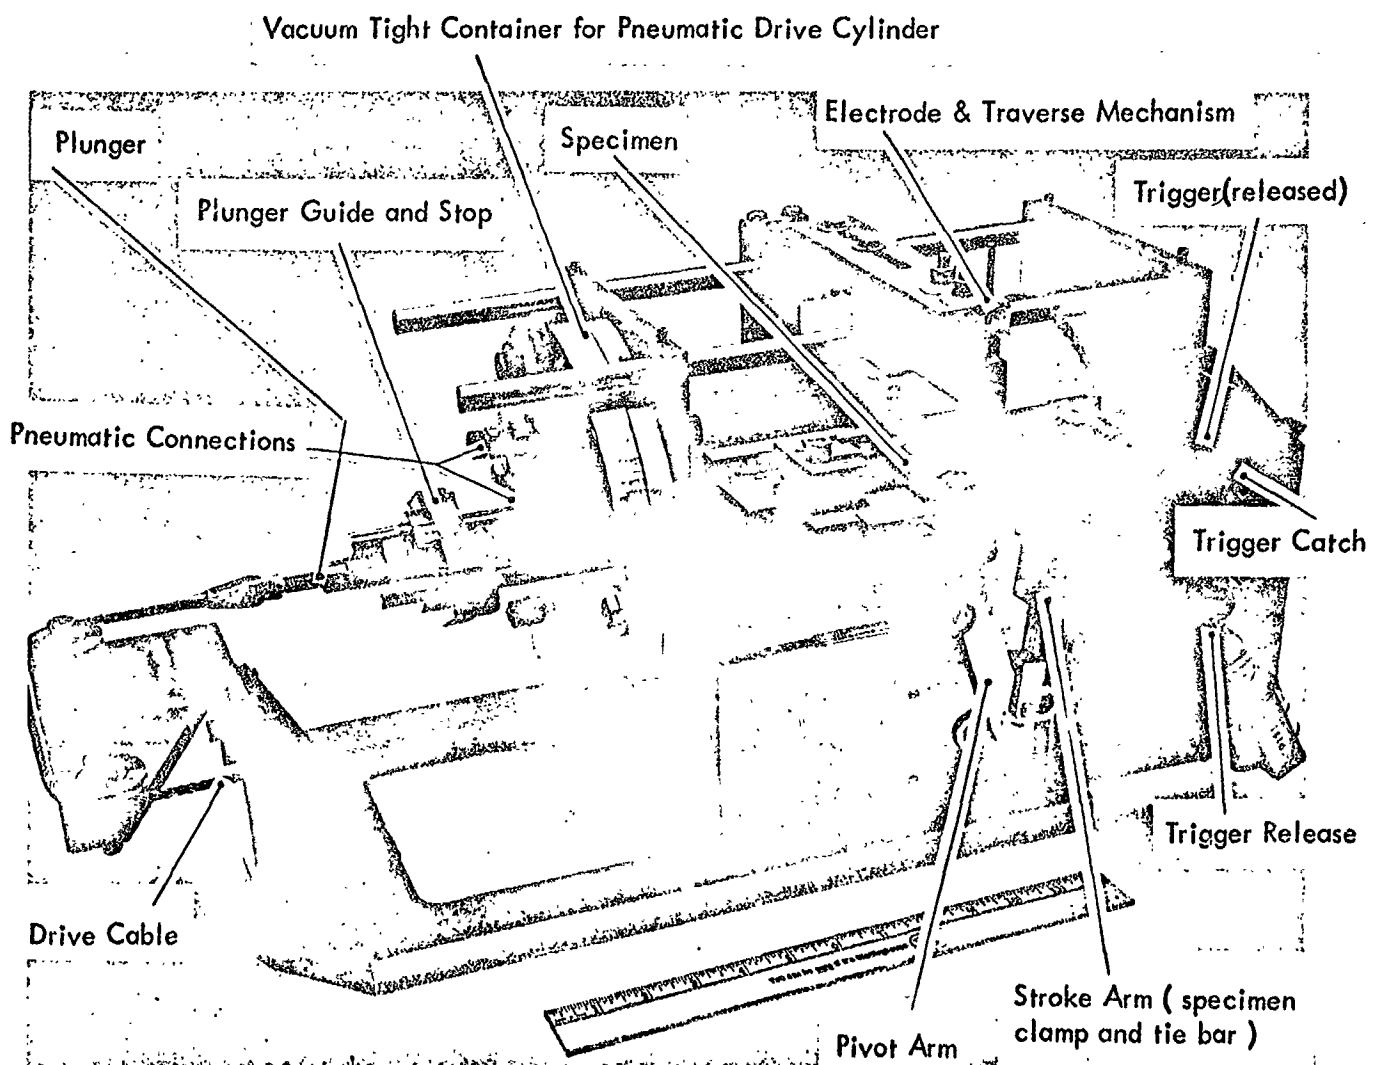 Vacuum Tight Container for Pneumatic Drive Cylinder
Electrode & Traverse Mechanism
Plunger
Specimen
Trigger(released)
Plunger Guide and Stop
Pneumatic Connections
Trigger Catch
Trigger Release
Drive Cable
Stroke Arm ( specimen
clamp and tie bar )
Pivot Arm